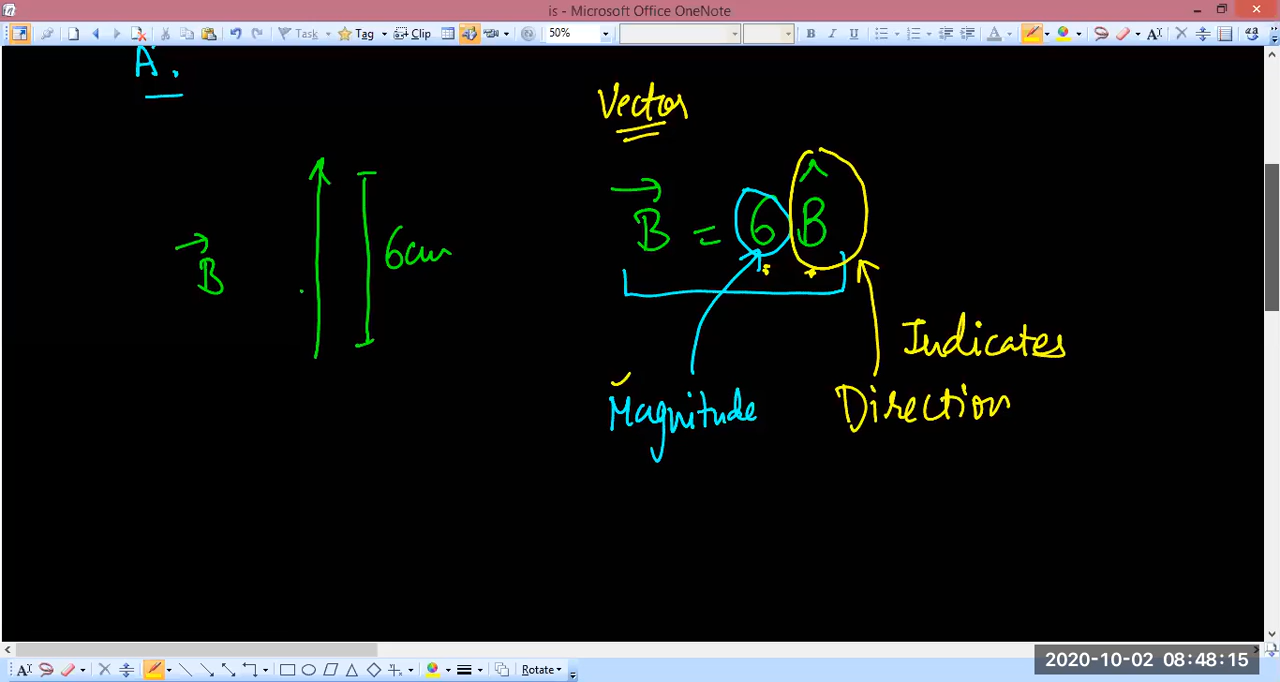 is - Microsoft Office OneNote
Task Tag Clip 50% B I U
A.
Vector
B = 6 B̂
B 6cm
Indicates
Magnitude Direction
Rotate
2020-10-02 08:48:15